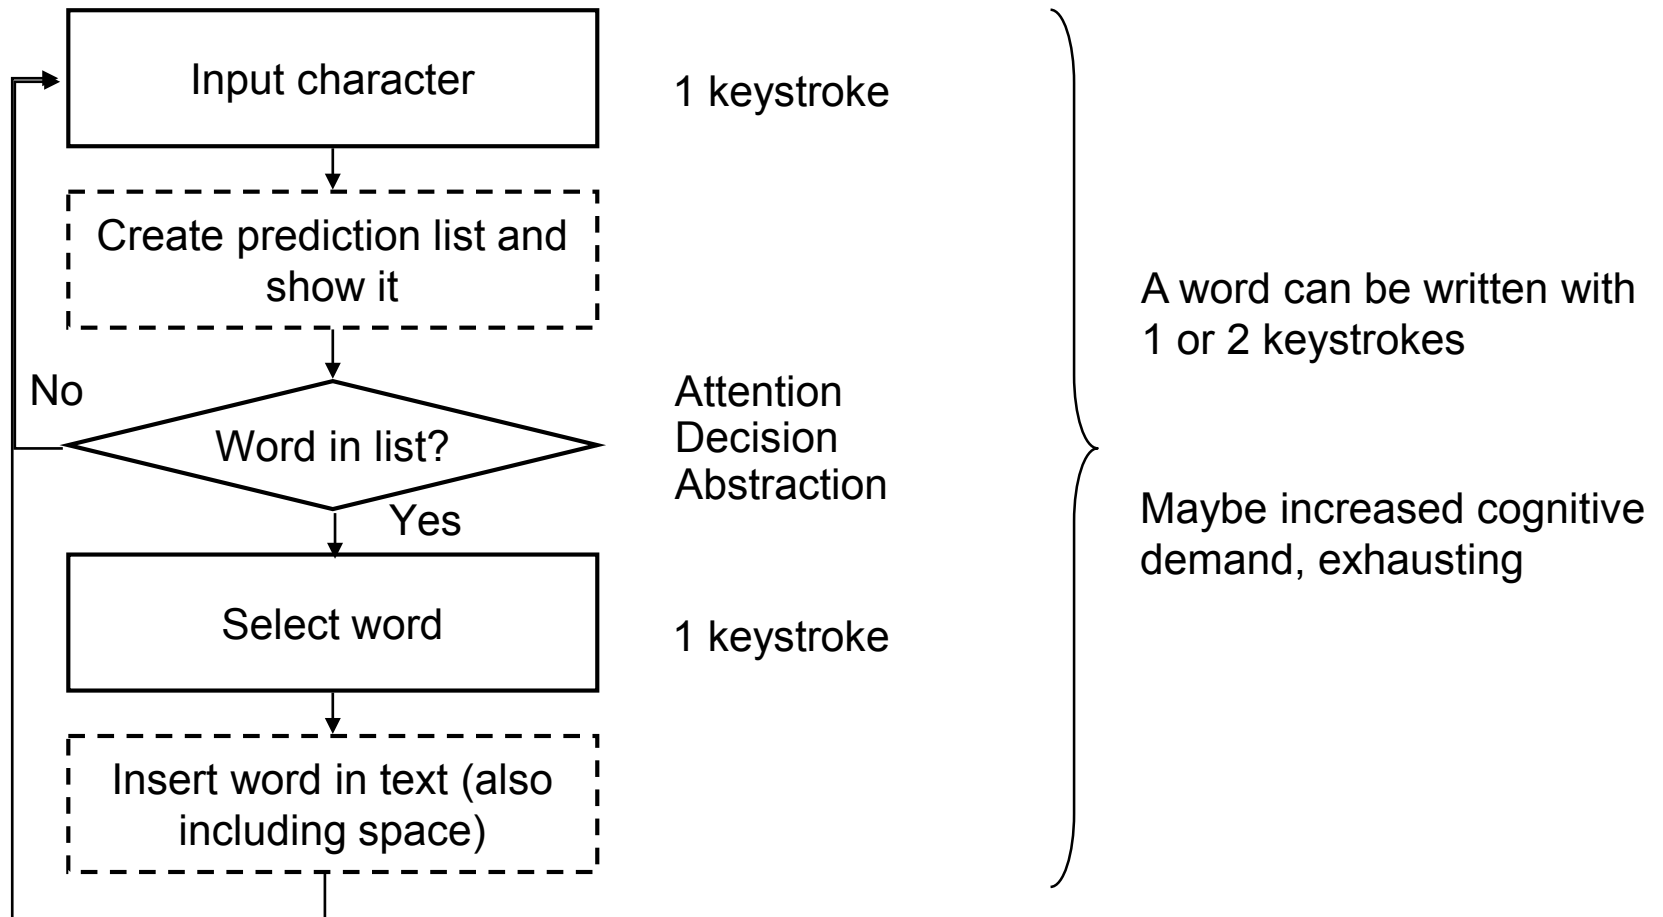 Input character
1 keystroke
Create prediction list and
show it
A word can be written with
1 or 2 keystrokes
No
Attention
Decision
Abstraction
Word in list?
Yes
Maybe increased cognitive
demand, exhausting
Select word
1 keystroke
Insert word in text (also
including space)